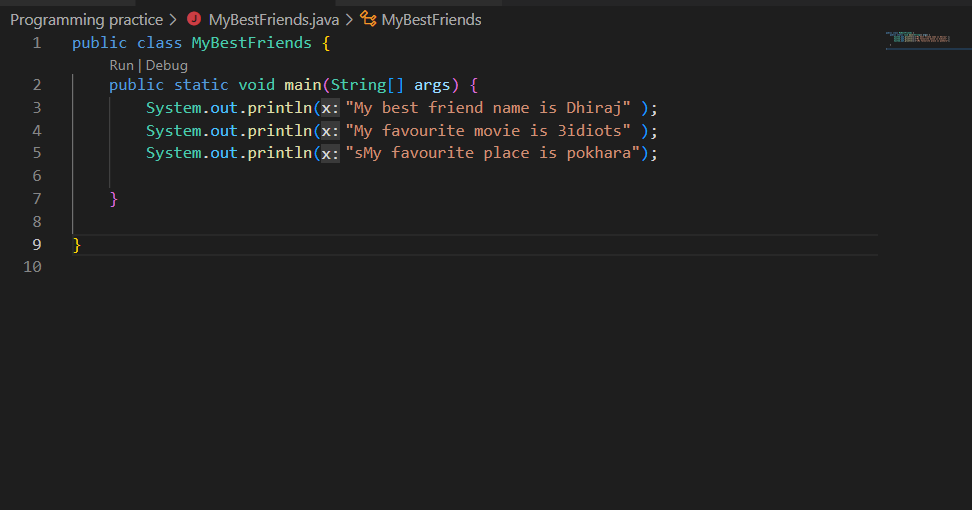 Programming practice > J MyBestFriends.java > MyBestFriends
1 public class MyBestFriends {
Run | Debug
2 public static void main(String[] args) {
3 System.out.println(x: "My best friend name is Dhiraj" );
4 System.out.println(x: "My favourite movie is 3idiots" );
5 System.out.println(x: "sMy favourite place is pokhara");
6
7 }
8
9 }
10